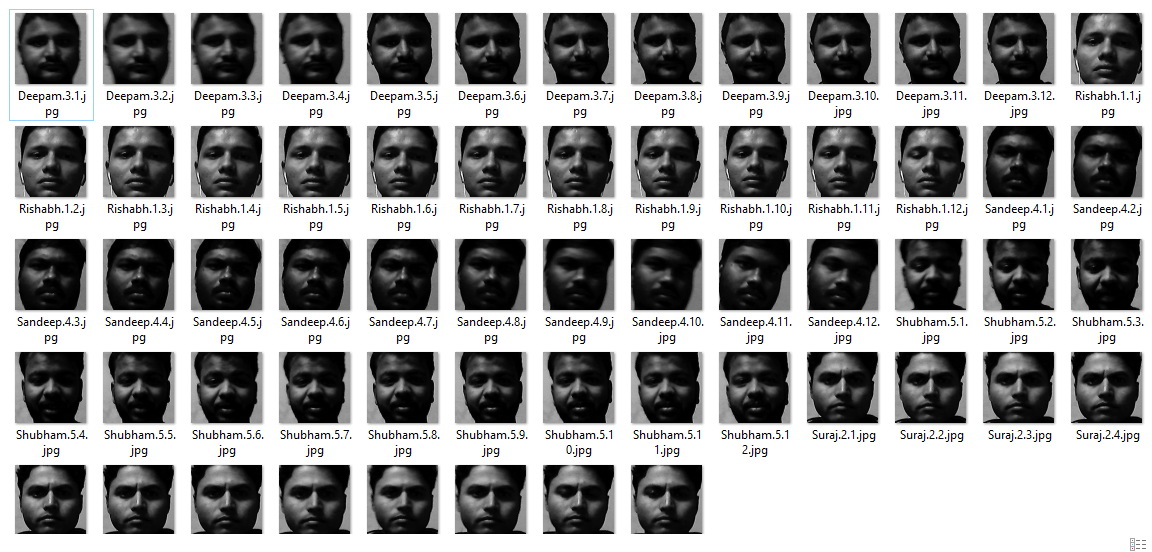 Deepam.3.1.j Deepam.3.2.j Deepam.3.3.j Deepam.3.4.j Deepam.3.5.j Deepam.3.6.j Deepam.3.7.j Deepam.3.8.j Deepam.3.9.j Deepam.3.10. Deepam.3.11. Deepam.3.12. Rishabh.1.1.j
pg pg pg pg pg pg pg pg pg jpg jpg jpg pg
Rishabh.1.2.j Rishabh.1.3.j Rishabh.1.4.j Rishabh.1.5.j Rishabh.1.6.j Rishabh.1.7.j Rishabh.1.8.j Rishabh.1.9.j Rishabh.1.10.j Rishabh.1.11.j Rishabh.1.12.j Sandeep.4.1.j Sandeep.4.2.j
pg pg pg pg pg pg pg pg pg pg pg pg pg
Sandeep.4.3.j Sandeep.4.4.j Sandeep.4.5.j Sandeep.4.6.j Sandeep.4.7.j Sandeep.4.8.j Sandeep.4.9.j Sandeep.4.10. Sandeep.4.11. Sandeep.4.12. Shubham.5.1. Shubham.5.2. Shubham.5.3.
pg pg pg pg pg pg pg jpg jpg jpg jpg jpg jpg
Shubham.5.4. Shubham.5.5. Shubham.5.6. Shubham.5.7. Shubham.5.8. Shubham.5.9. Shubham.5.1 Shubham.5.1 Shubham.5.1 Suraj.2.1.jpg Suraj.2.2.jpg Suraj.2.3.jpg Suraj.2.4.jpg
jpg jpg jpg jpg jpg jpg 0.jpg 1.jpg 2.jpg